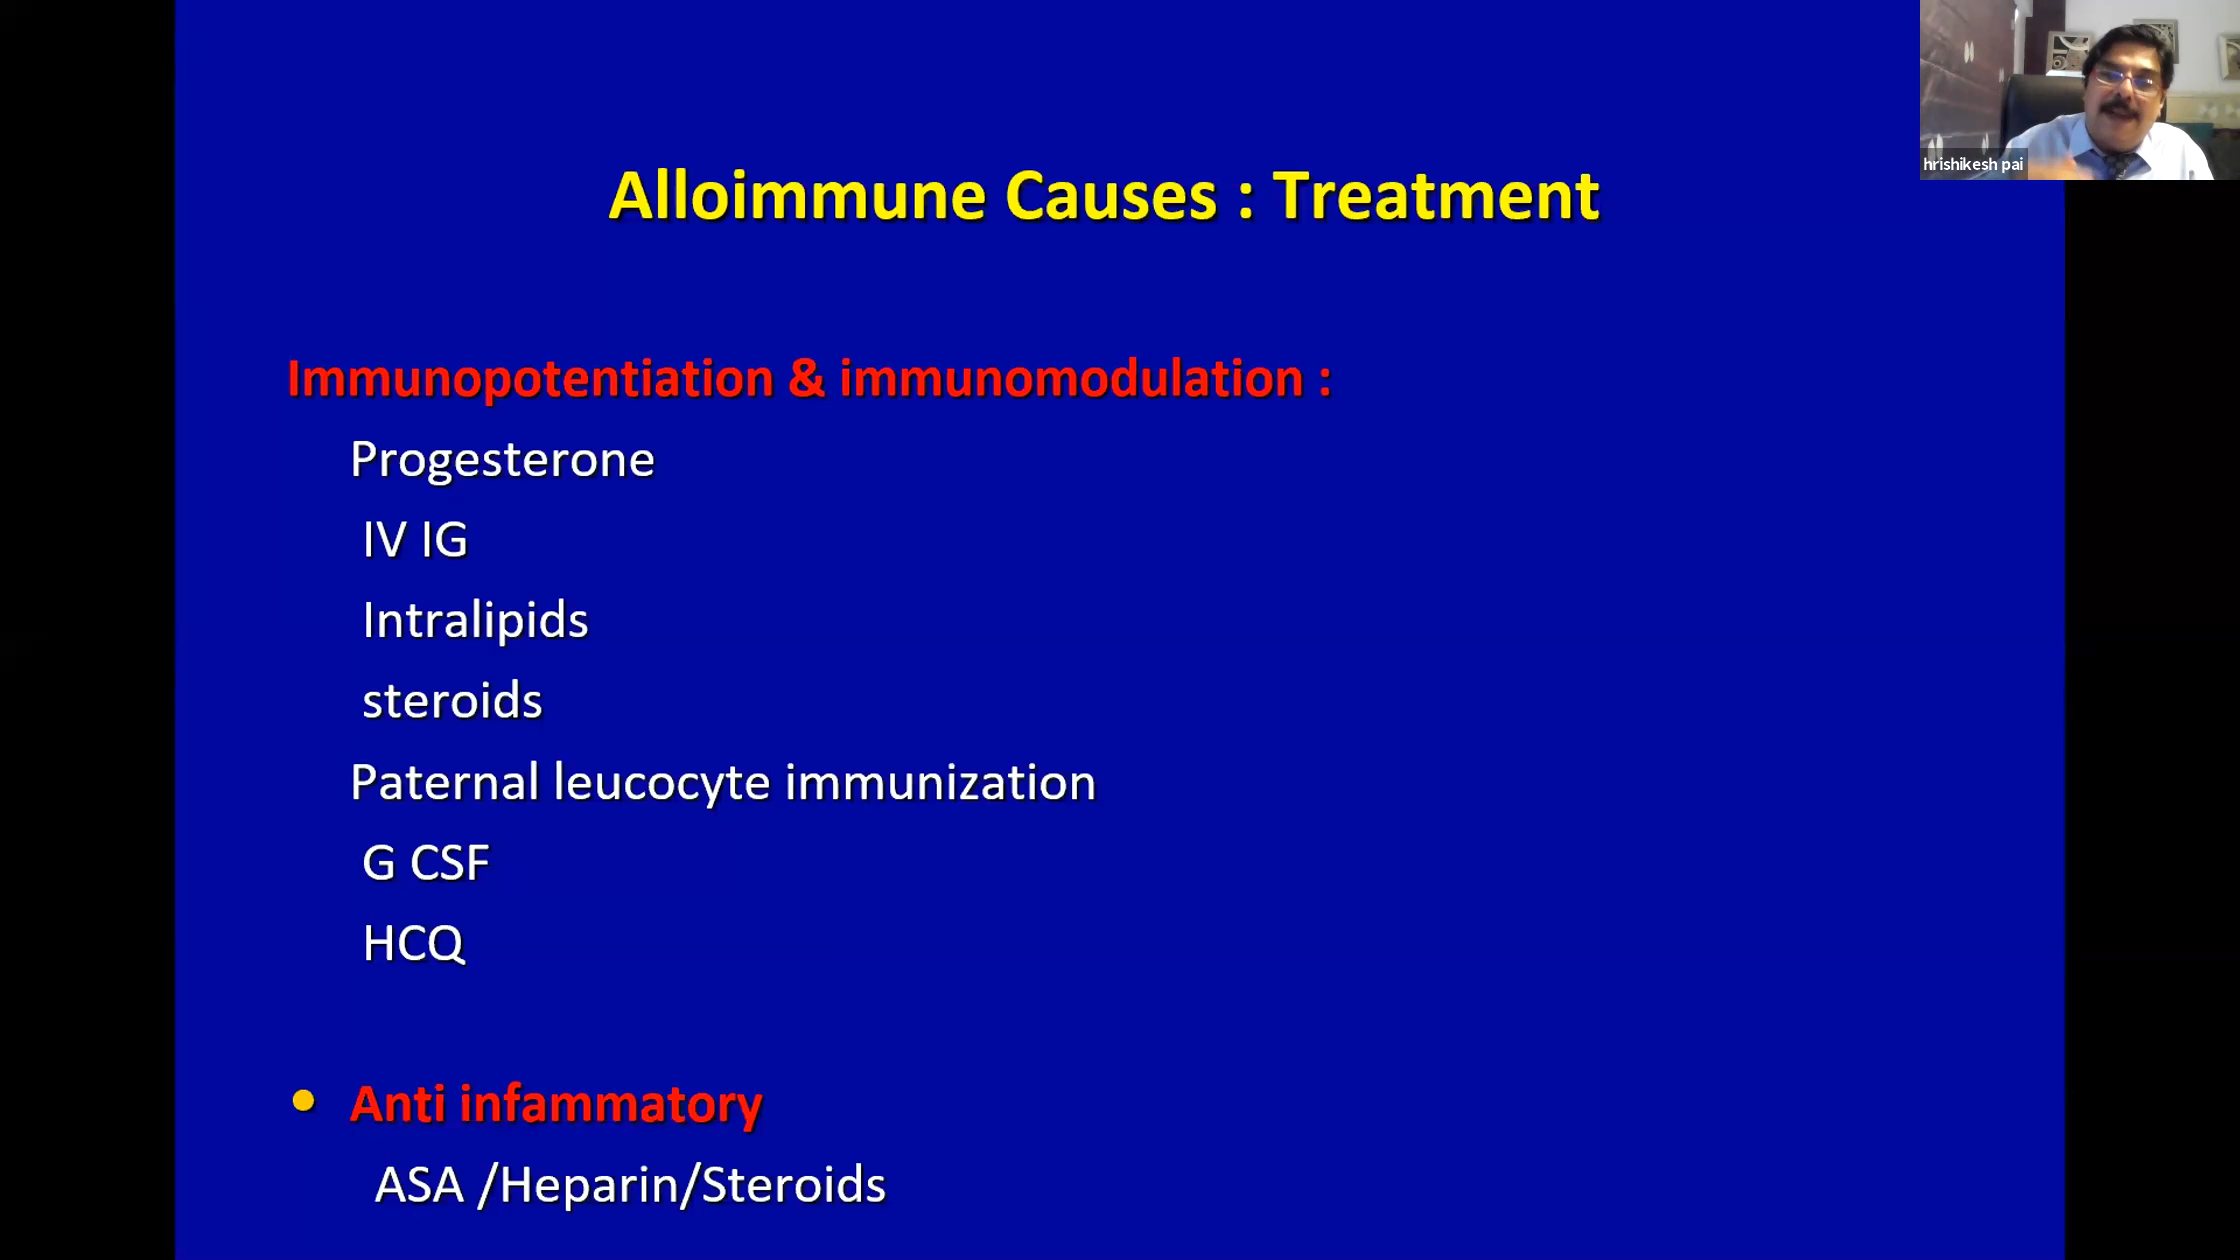 hrishikesh pai
Alloimmune Causes : Treatment
Immunopotentiation & immunomodulation :
Progesterone
IV IG
Intralipids
steroids
Paternal leucocyte immunization
G CSF
HCQ
• Anti infammatory
ASA /Heparin/Steroids